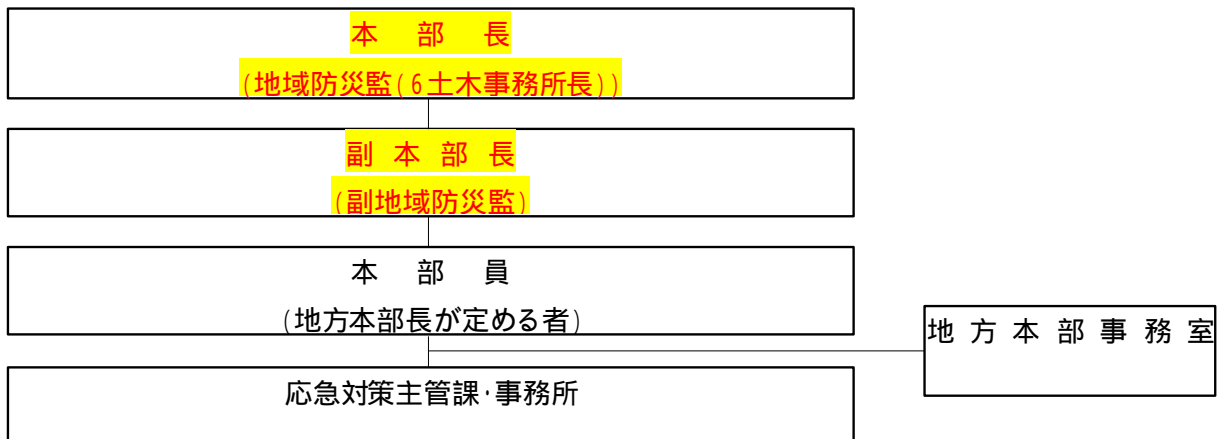 本 部 長
(地域防災監(6土木事務所長))
副 本 部 長
(副地域防災監)
本 部 員
(地方本部長が定める者)
地 方 本 部 事 務 室
応急対策主管課・事務所